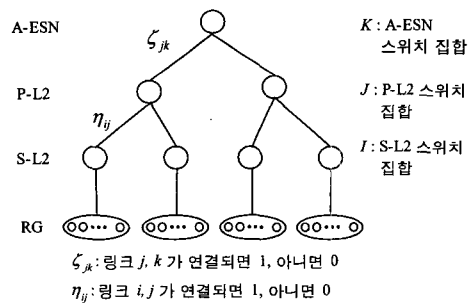 A-ESN
ζjk
K : A-ESN
스위치 집합
P-L2
J : P-L2 스위치
집합
ηij
S-L2
I : S-L2 스위치
집합
RG
ζjk : 링크 j, k 가 연결되면 1, 아니면 0
ηij : 링크 i, j 가 연결되면 1, 아니면 0